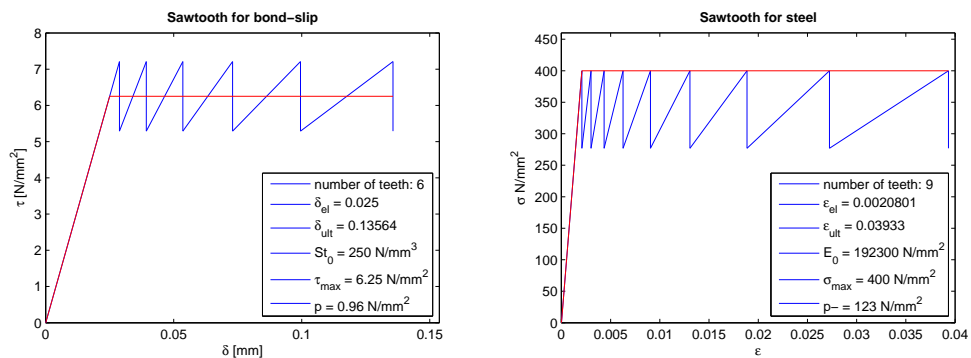 Sawtooth for bond-slip
τ [N/mm²]
8
7
6
5
4
3
2
1
0
number of teeth: 6
δel = 0.025
δult = 0.13564
St0 = 250 N/mm³
τmax = 6.25 N/mm²
p = 0.96 N/mm²
0 0.05 0.1 0.15
δ [mm]
Sawtooth for steel
σ N/mm²
450
400
350
300
250
200
150
100
50
0
number of teeth: 9
εel = 0.0020801
εult = 0.03933
E0 = 192300 N/mm²
σmax = 400 N/mm²
p- = 123 N/mm²
0 0.005 0.01 0.015 0.02 0.025 0.03 0.035 0.04
ε